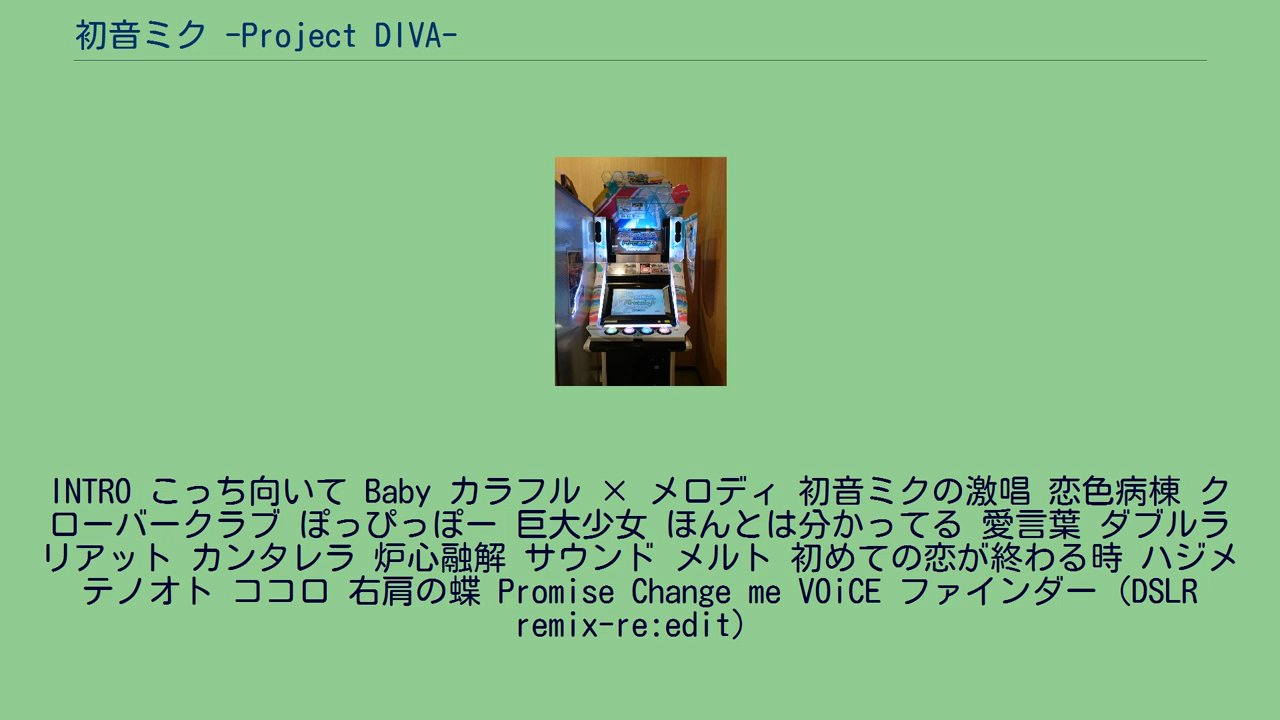 初音ミク -Project DIVA-
INTRO こっち向いて Baby カラフル × メロディ 初音ミクの激唱 恋色病棟 ク
ローバークラブ ぽっぴっぽー 巨大少女 ほんとは分かってる 愛言葉 ダブルラ
リアット カンタレラ 炉心融解 サウンド メルト 初めての恋が終わる時 ハジメ
テノオト ココロ 右肩の蝶 Promise Change me VOiCE ファインダー (DSLR
remix-re:edit)